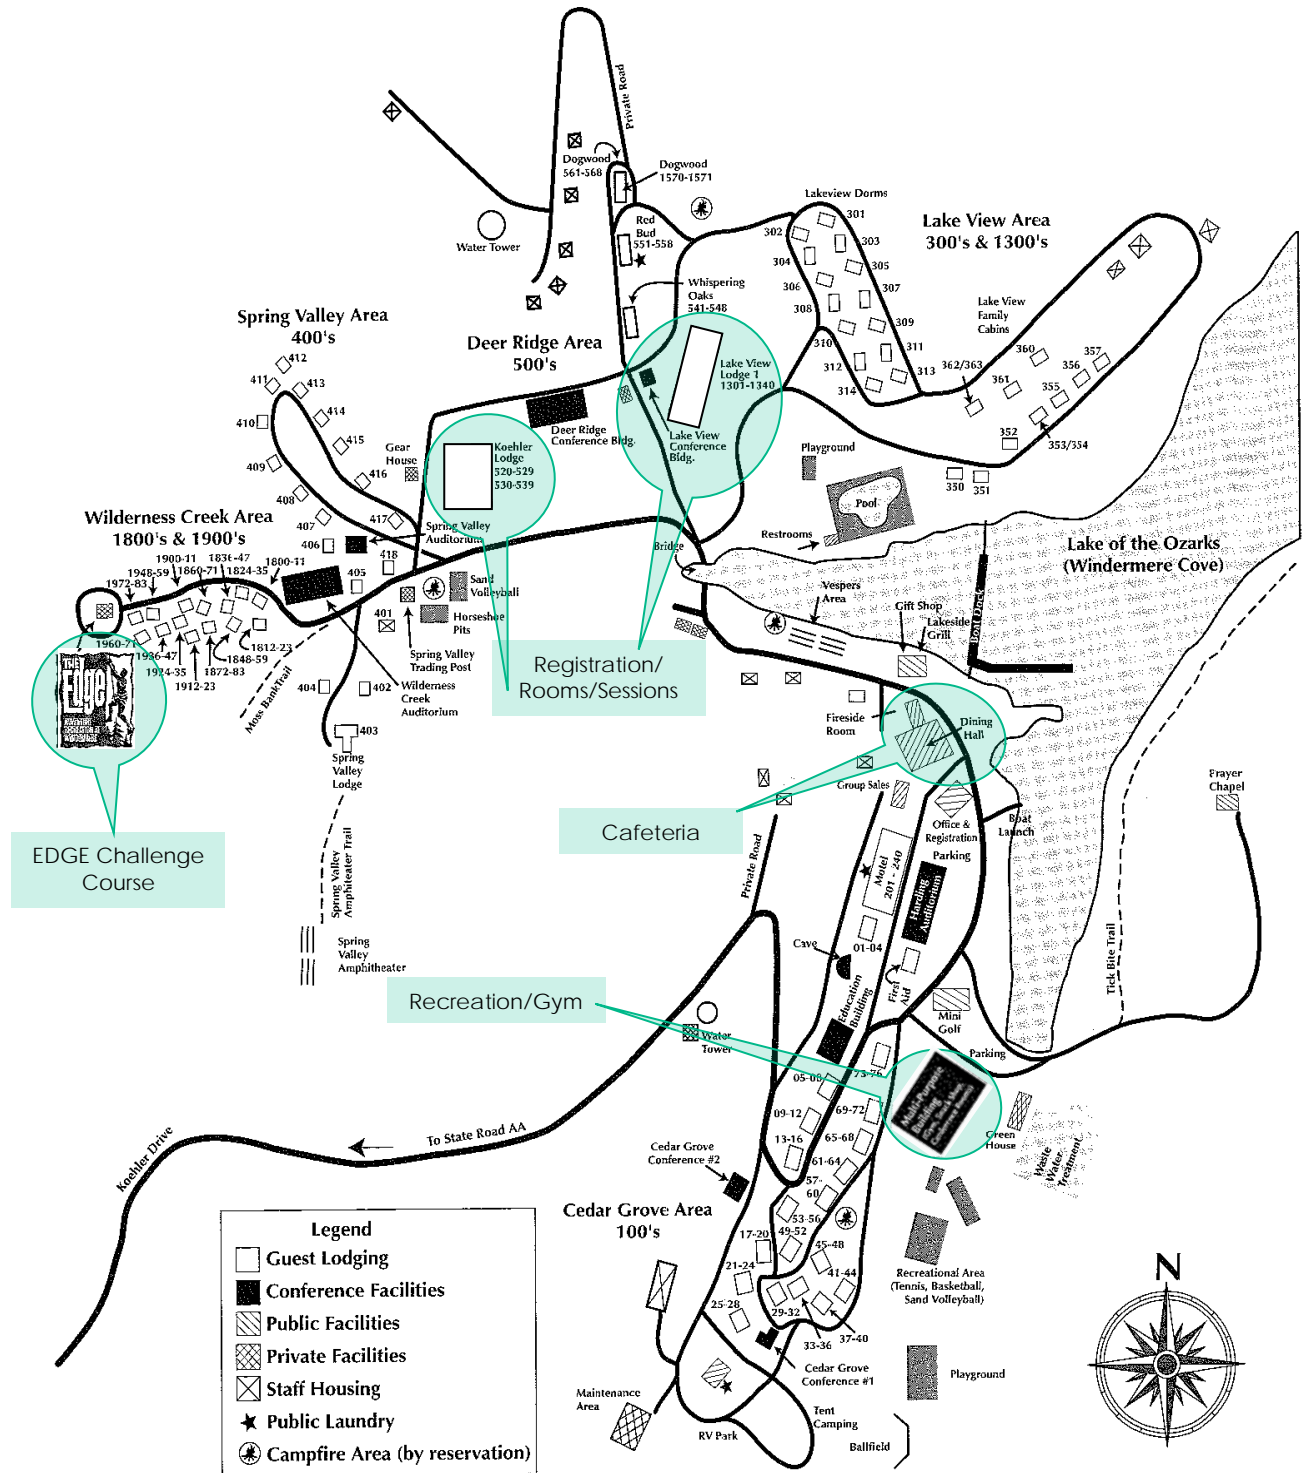 Private Road
Dogwood
561-568
Dogwood
1570-1571
Water Tower
Red
Bud
551-558
Whispering
Oaks
541-548
Lakeview Dorms
301
302
303
304
305
306
307
308
309
310
311
312
313
314
Lake View Area
300's & 1300's
Lake View
Family
Cabins
362/363
360
361
357
356
355
353/354
352
350
351
Spring Valley Area
400's
412
411
413
410
414
415
409
416
408
407
417
406
418
405
Deer Ridge Area
500's
Deer Ridge
Conference Bldg.
Lake View
Lodge 1
1301-1340
Lake View
Conference
Bldg.
Koehler
Lodge
520-529
530-539
Gear
House
Spring Valley
Auditorium
Playground
Pool
Restrooms
Bridge
Lake of the Ozarks
(Windermere Cove)
Boat Dock
Vespers
Area
Gift Shop
Lakeside
Grill
Wilderness Creek Area
1800's & 1900's
1900-11
1836-47
1948-59
1860-71
1824-35
1800-11
1972-83
1960-71
1936-47
1924-35
1912-23
1872-83
1848-59
1812-23
Sand
Volleyball
Horseshoe
Pits
401
Spring Valley
Trading Post
Wilderness
Creek
Auditorium
404
402
403
Moss Bank Trail
Spring
Valley
Lodge
Spring Valley
Amphiteater Trail
Spring
Valley
Amphitheater
THE
EDGE
EDGE Challenge
Course
Registration/
Rooms/Sessions
Cafeteria
Recreation/Gym
Fireside
Room
Dining
Hall
Group Sales
Office &
Registration
Boat
Launch
Parking
Prayer
Chapel
Tick Bite Trail
Private Road
Motel
201 - 240
Harding
Auditorium
01-04
Cave
First
Aid
Education
Building
Mini
Golf
Parking
Water
Tower
Multi-Purpose
Building
05-08
73-76
09-12
69-72
13-16
65-68
61-64
57-
60
53-56
49-52
45-48
41-44
17-20
21-24
25-28
29-32
33-36
37-40
Green
House
Waste
Water
Treatment
Koehler Drive
To State Road AA
Cedar Grove
Conference #2
Cedar Grove Area
100's
Cedar Grove
Conference #1
Recreational Area
(Tennis, Basketball,
Sand Volleyball)
Playground
Maintenance
Area
RV Park
Tent
Camping
Ballfield
N
Legend
Guest Lodging
Conference Facilities
Public Facilities
Private Facilities
Staff Housing
Public Laundry
Campfire Area (by reservation)